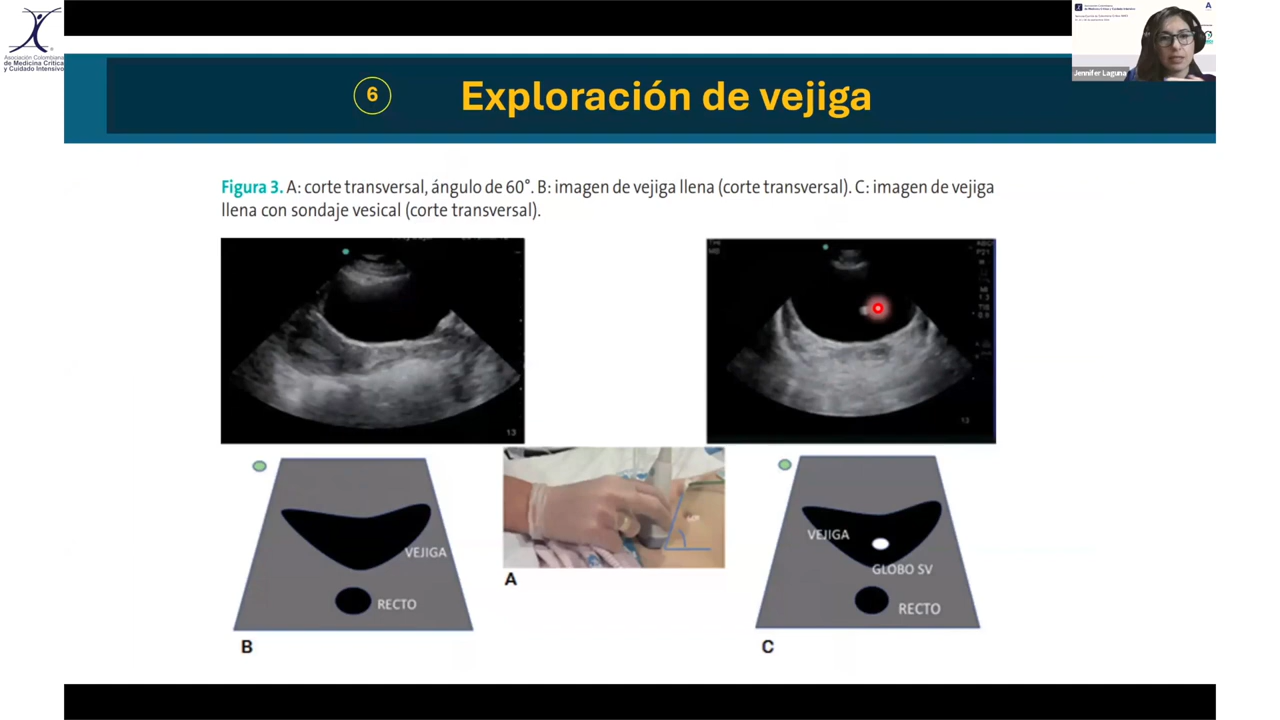 Asociación Colombiana
de Medicina Crítica
y Cuidado Intensivo
Jennifer Laguna
6
Exploración de vejiga
Figura 3. A: corte transversal, ángulo de 60°. B: imagen de vejiga llena (corte transversal). C: imagen de vejiga
llena con sondaje vesical (corte transversal).
13
13
VEJIGA
RECTO
B
A
VEJIGA
GLOBO SV
RECTO
C